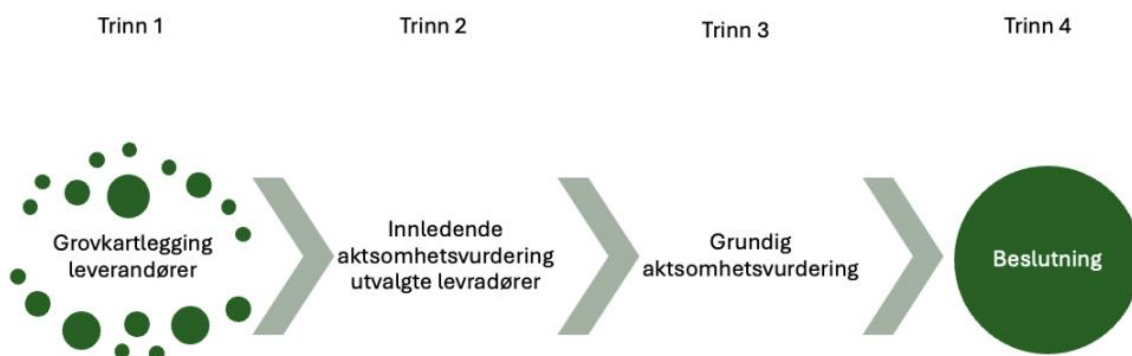 Trinn 1
Trinn 2
Trinn 3
Trinn 4
Grovkartlegging
leverandører
Innledende
aktsomhetsvurdering
utvalgte levradører
Grundig
aktsomhetsvurdering
Beslutning